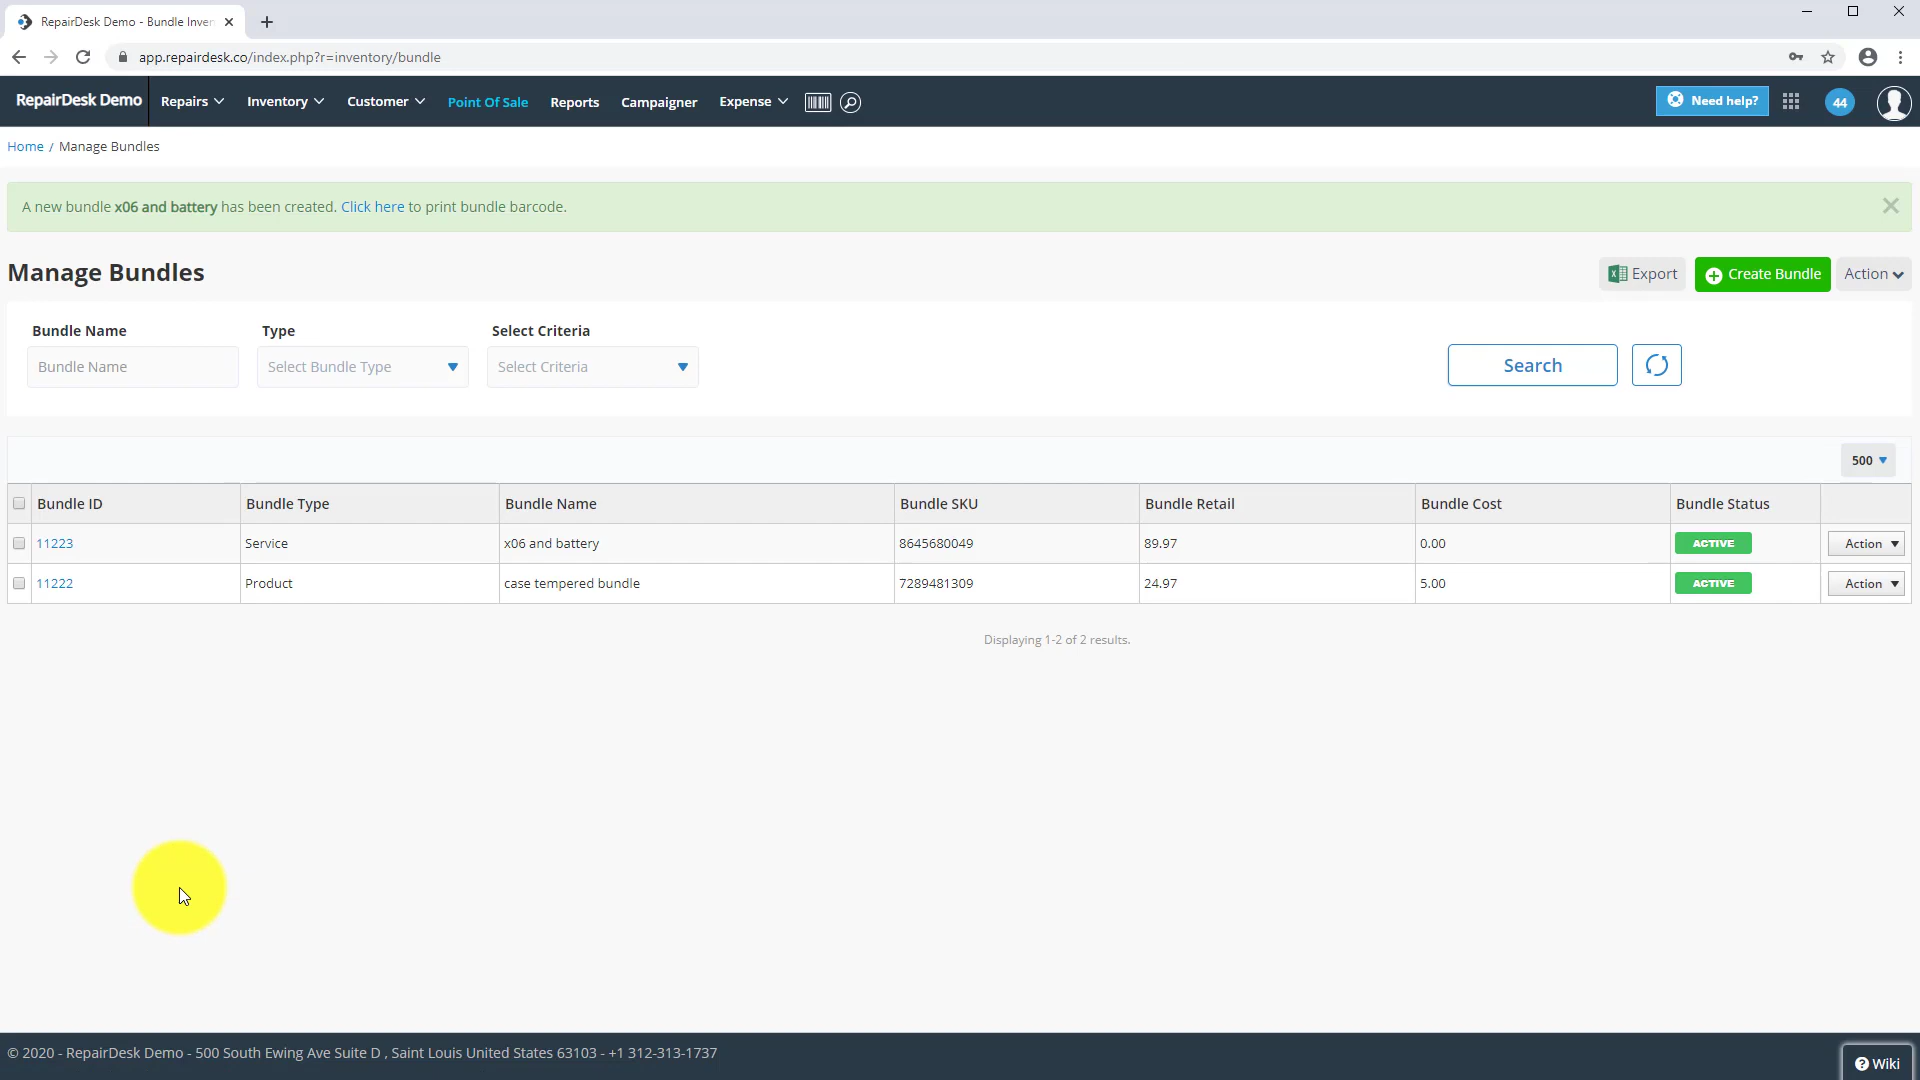 RepairDesk Demo - Bundle Inven
app.repairdesk.co/index.php?r=inventory/bundle
RepairDesk Demo Repairs Inventory Customer Point Of Sale Reports Campaigner Expense Need help? 44
Home / Manage Bundles
A new bundle x06 and battery has been created. Click here to print bundle barcode.
Manage Bundles Export Create Bundle Action
Bundle Name Type Select Criteria
Bundle Name Select Bundle Type Select Criteria Search
500
Bundle ID Bundle Type Bundle Name Bundle SKU Bundle Retail Bundle Cost Bundle Status
11223 Service x06 and battery 8645680049 89.97 0.00 ACTIVE Action
11222 Product case tempered bundle 7289481309 24.97 5.00 ACTIVE Action
Displaying 1-2 of 2 results.
© 2020 - RepairDesk Demo - 500 South Ewing Ave Suite D , Saint Louis United States 63103 - +1 312-313-1737
? Wiki